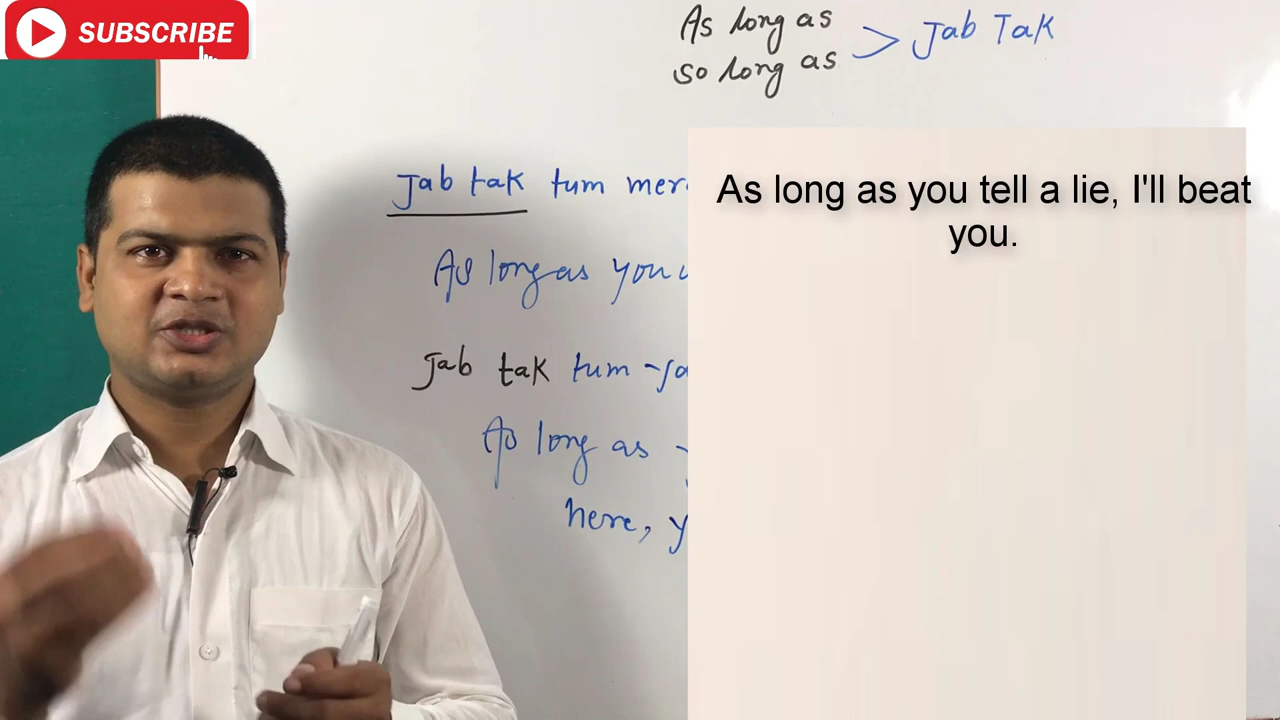 SUBSCRIBE
As long as
so long as > Jab Tak
Jab tak tum
As long as you
Jab tak tum
As long as
here,
As long as you tell a lie, I'll beat
you.